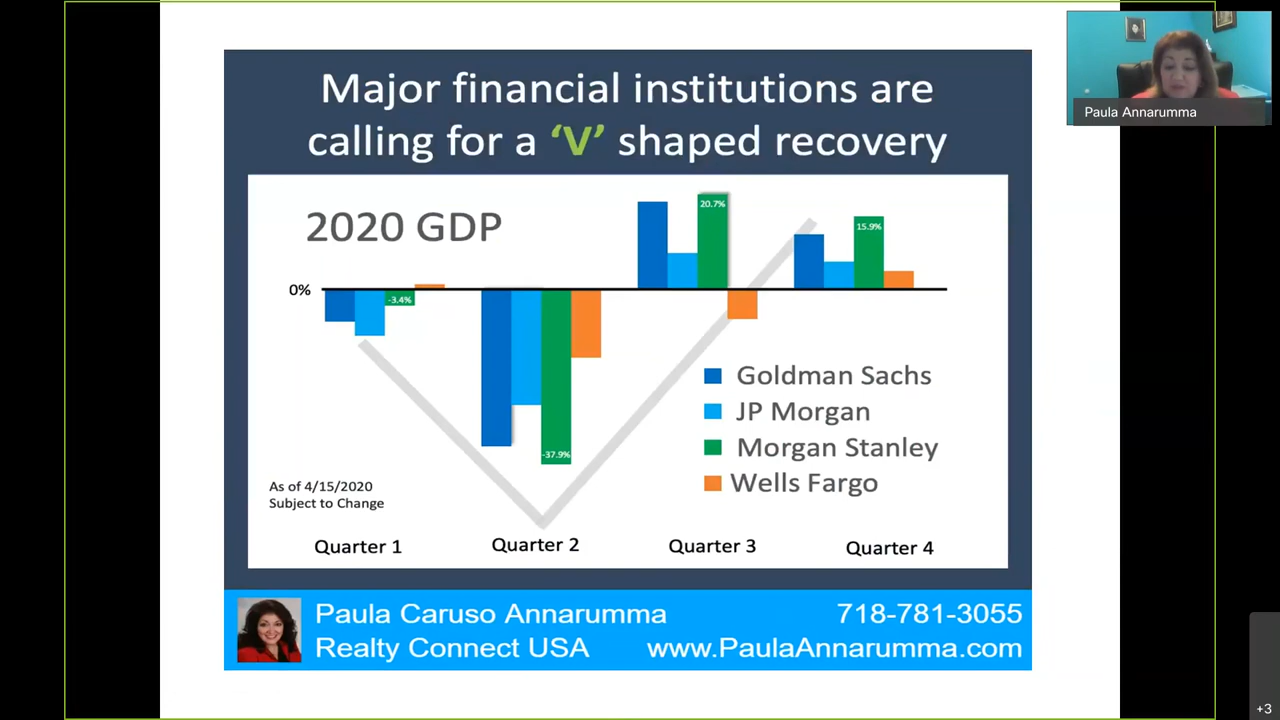 Major financial institutions are
calling for a ‘V’ shaped recovery
Paula Annarumma
2020 GDP
20.7%
15.9%
0%
-3.4%
-37.9%
Goldman Sachs
JP Morgan
Morgan Stanley
Wells Fargo
As of 4/15/2020
Subject to Change
Quarter 1
Quarter 2
Quarter 3
Quarter 4
Paula Caruso Annarumma
718-781-3055
Realty Connect USA
www.PaulaAnnarumma.com
+3